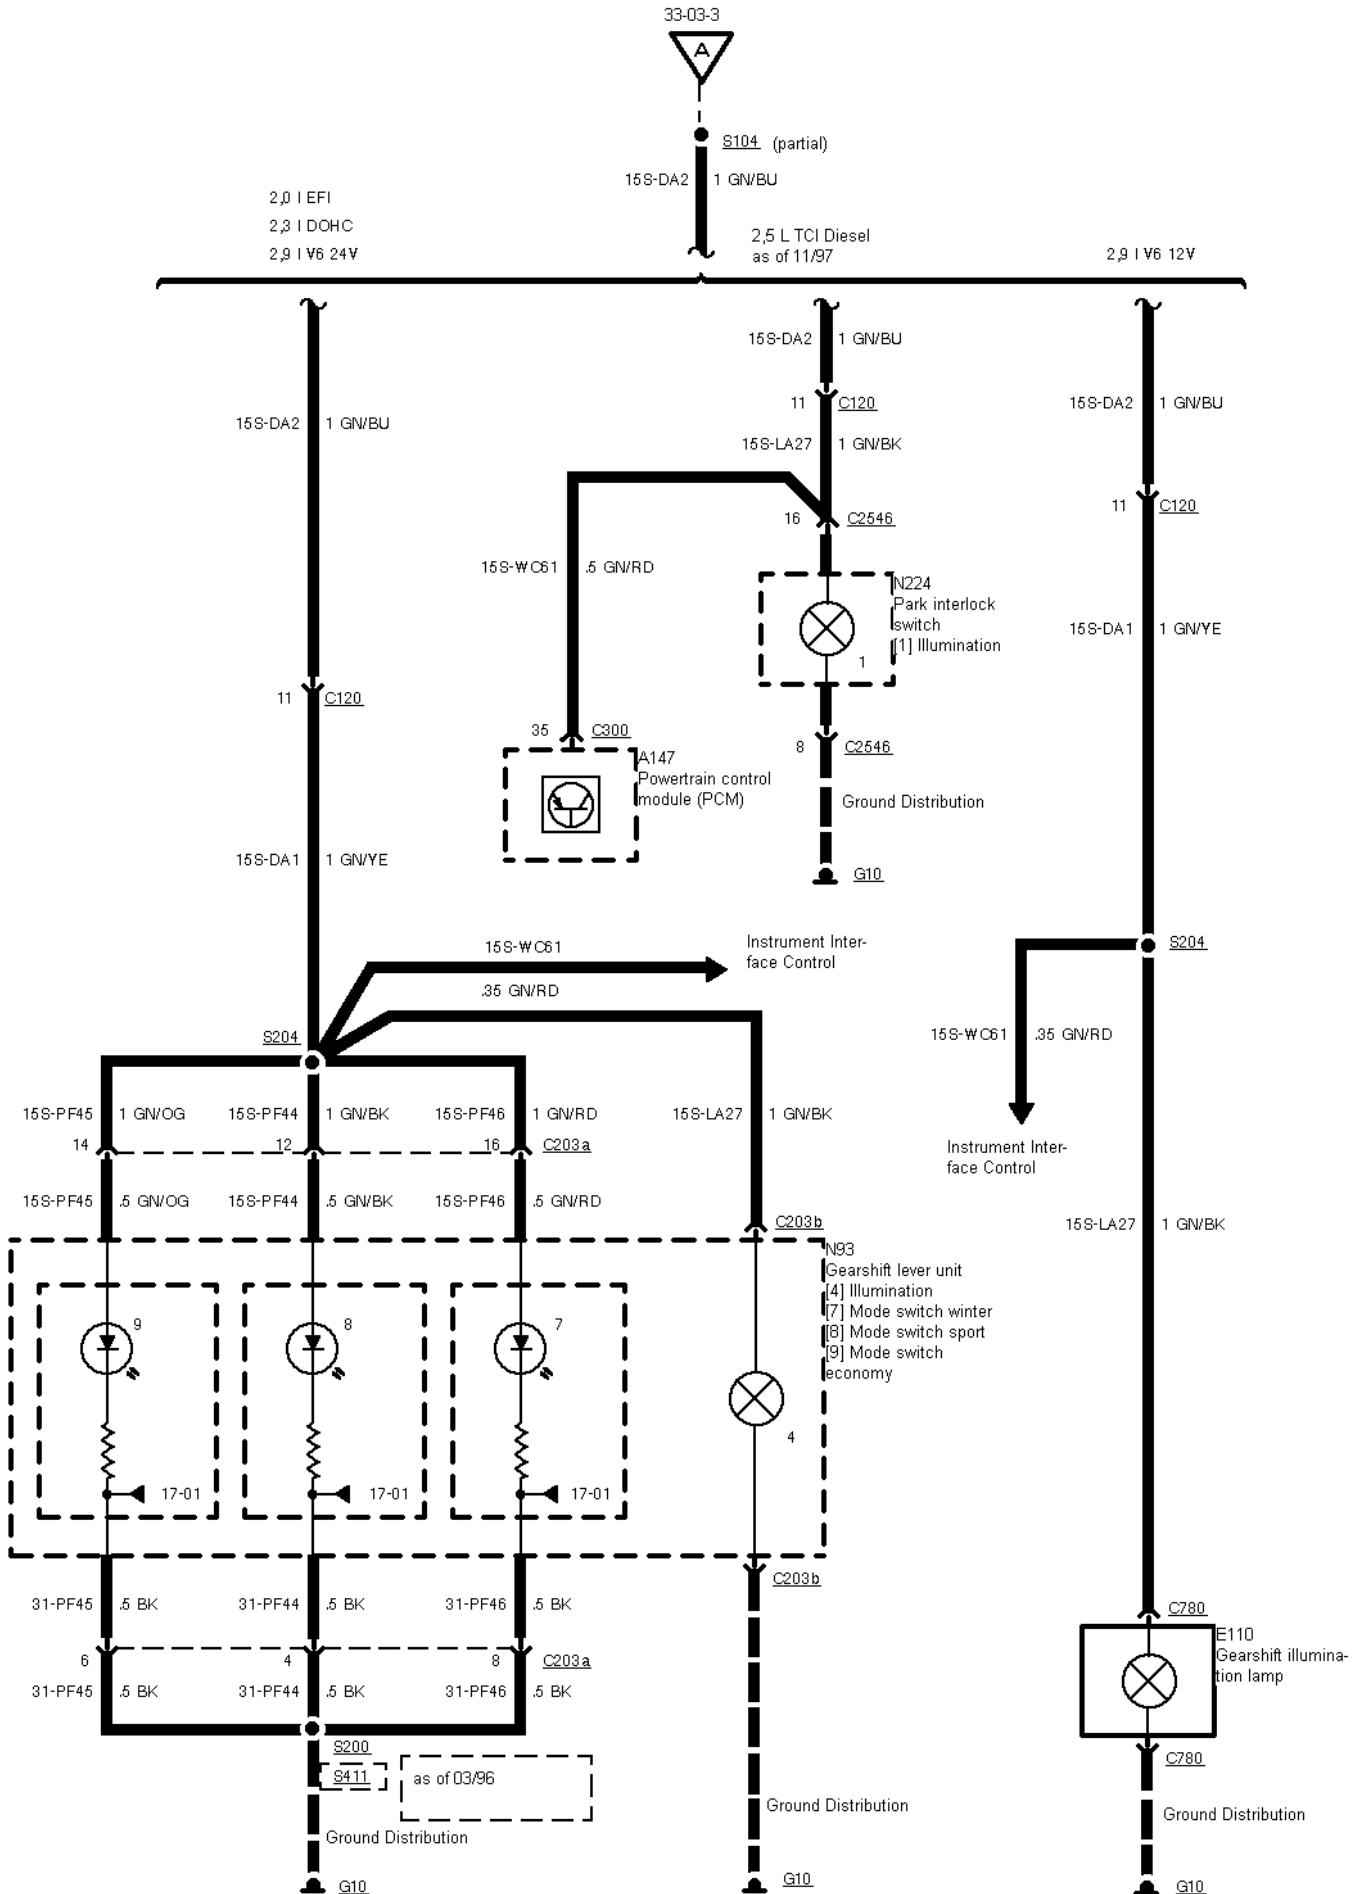 33-03-3
A
S104 (partial)
15S-DA2 1 GN/BU
2,0 l EFI
2,3 l DOHC
2,9 l V6 24V
2,5 L TCI Diesel
as of 11/97
2,9 l V6 12V
15S-DA2 1 GN/BU
15S-DA2 1 GN/BU
15S-DA2 1 GN/BU
11 C120
15S-LA27 1 GN/BK
11 C120
16 C2546
15S-WC61 .5 GN/RD
N224
Park interlock
switch
[1] Illumination
1
15S-DA1 1 GN/YE
11 C120
35 C300
8 C2546
A147
Powertrain control
module (PCM)
Ground Distribution
15S-DA1 1 GN/YE
G10
15S-WC61
.35 GN/RD
Instrument Inter-
face Control
S204
S204
15S-WC61 .35 GN/RD
15S-PF45 1 GN/OG 15S-PF44 1 GN/BK 15S-PF46 1 GN/RD 15S-LA27 1 GN/BK
14 12 16 C203a
Instrument Inter-
face Control
15S-PF45 .5 GN/OG 15S-PF44 .5 GN/BK 15S-PF46 .5 GN/RD
C203b
15S-LA27 1 GN/BK
N93
Gearshift lever unit
[4] Illumination
[7] Mode switch winter
[8] Mode switch sport
[9] Mode switch
economy
9 8 7
4
17-01 17-01 17-01
C203b
31-PF45 .5 BK 31-PF44 .5 BK 31-PF46 .5 BK
C780
E110
Gearshift illumina-
tion lamp
6 4 8 C203a
31-PF45 .5 BK 31-PF44 .5 BK 31-PF46 .5 BK
S200
C780
S411 as of 03/96
Ground Distribution
Ground Distribution
Ground Distribution
G10
G10
G10